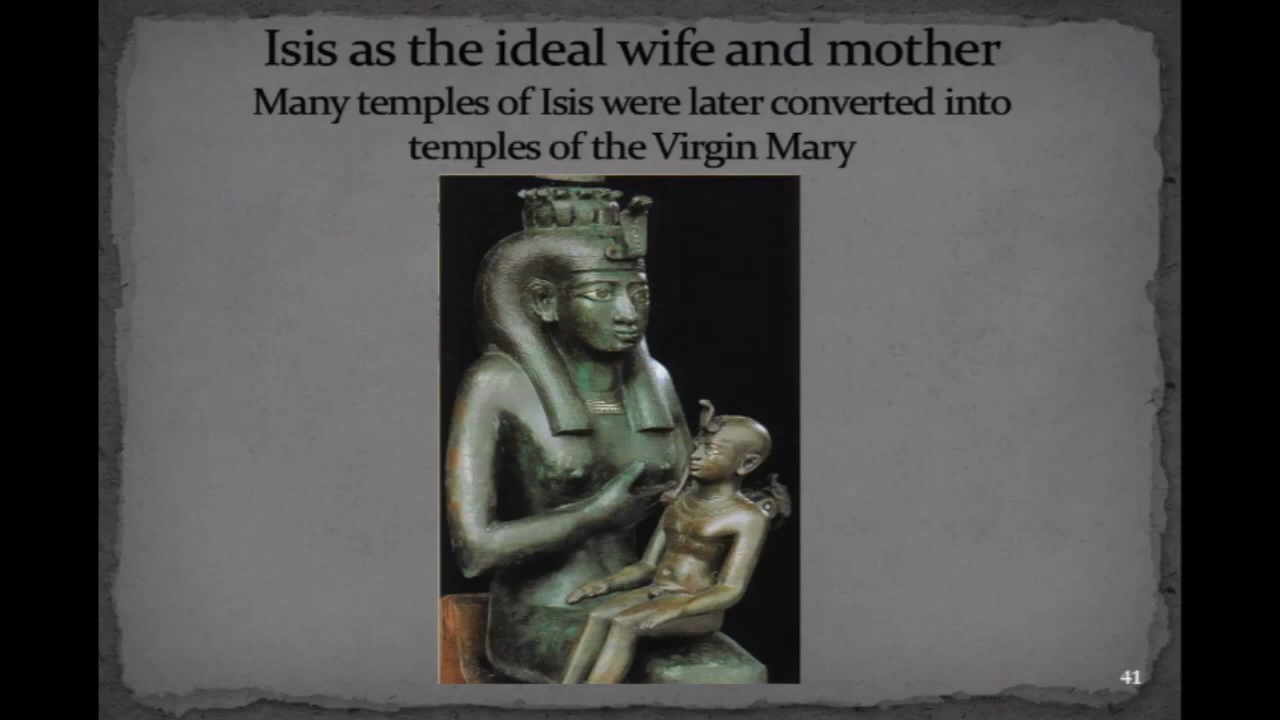 Isis as the ideal wife and mother
Many temples of Isis were later converted into
temples of the Virgin Mary
41